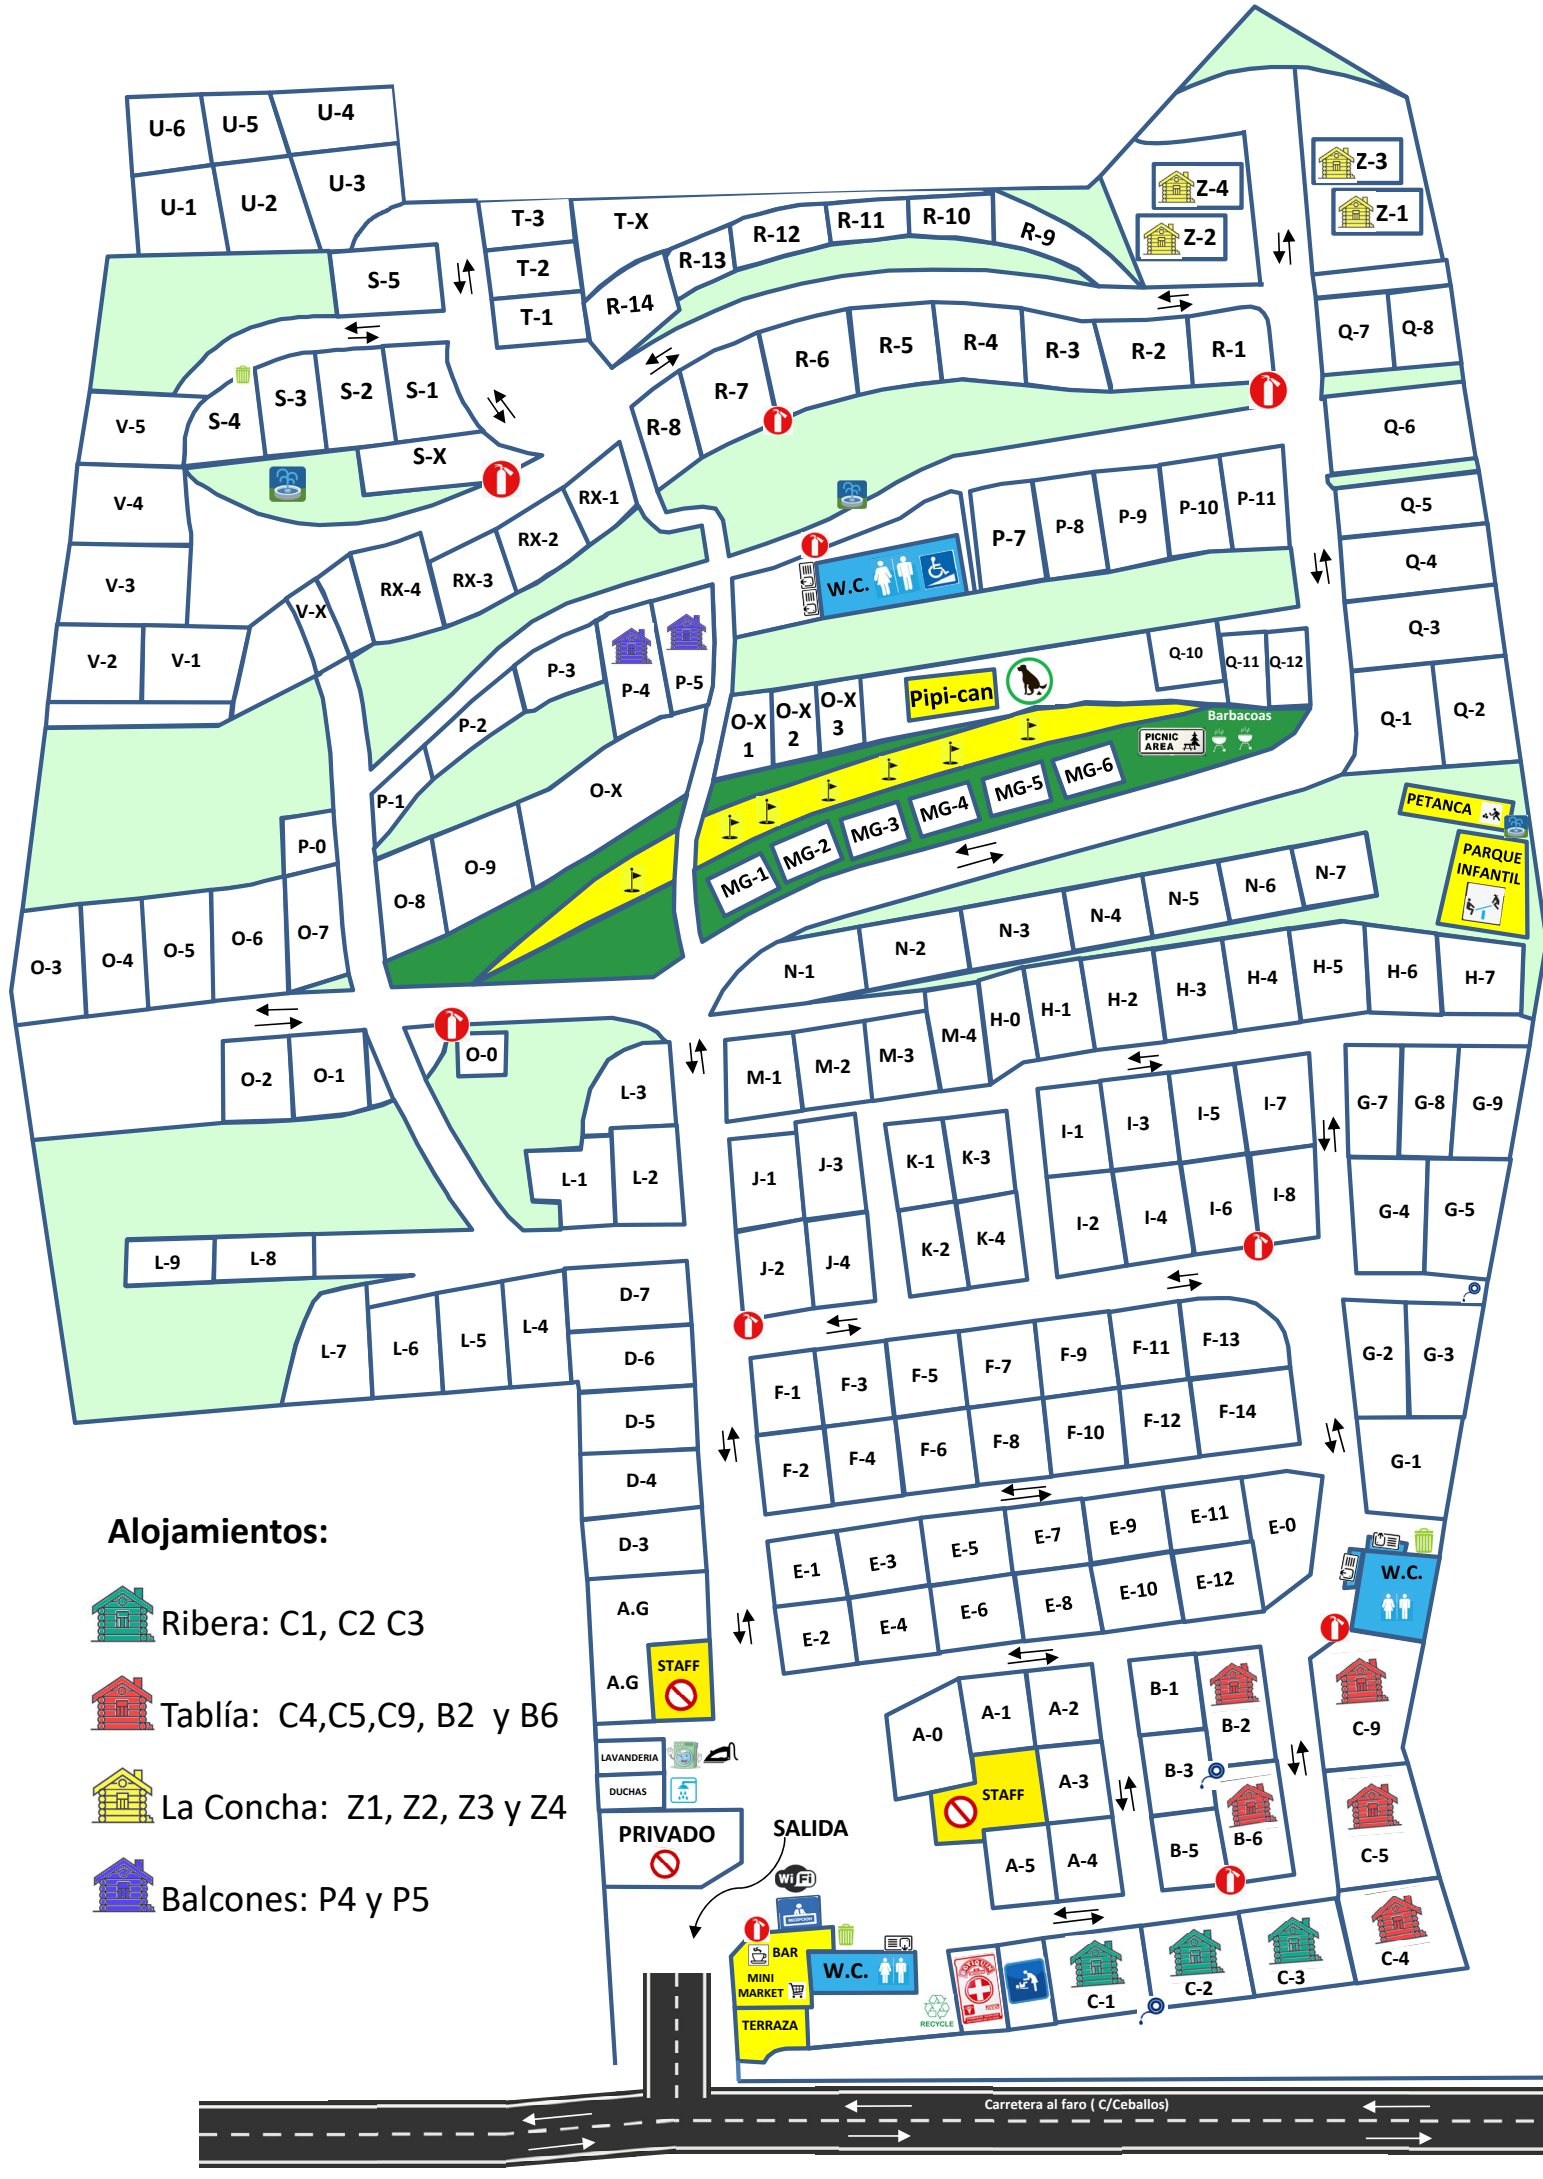 U-6
U-5
U-4
U-1
U-2
U-3
T-3
T-2
T-1
T-X
R-14
R-13
R-12
R-11
R-10
R-9
Z-4
Z-2
Z-3
Z-1
S-5
S-4
S-3
S-2
S-1
S-X
R-8
R-7
R-6
R-5
R-4
R-3
R-2
R-1
Q-7
Q-8
Q-6
Q-5
Q-4
Q-3
Q-1
Q-2
V-5
V-4
V-3
V-2
V-1
V-X
RX-4
RX-3
RX-2
RX-1
W.C.
P-7
P-8
P-9
P-10
P-11
P-1
P-2
P-3
P-4
P-5
O-X
1
O-X
2
O-X
3
Pipi-can
Q-10
Q-11
Q-12
Barbacoas
PICNIC
AREA
MG-1
MG-2
MG-3
MG-4
MG-5
MG-6
PETANCA
PARQUE
INFANTIL
O-X
O-9
O-8
P-0
O-7
O-6
O-5
O-4
O-3
N-1
N-2
N-3
N-4
N-5
N-6
N-7
O-2
O-1
O-0
L-3
L-1
L-2
M-1
M-2
M-3
M-4
H-0
H-1
H-2
H-3
H-4
H-5
H-6
H-7
J-1
J-3
J-2
J-4
K-1
K-3
K-2
K-4
I-1
I-3
I-5
I-7
I-2
I-4
I-6
I-8
G-7
G-8
G-9
G-4
G-5
G-2
G-3
G-1
L-9
L-8
L-7
L-6
L-5
L-4
D-7
D-6
D-5
D-4
D-3
A.G
A.G
STAFF
F-1
F-3
F-5
F-7
F-9
F-11
F-13
F-2
F-4
F-6
F-8
F-10
F-12
F-14
E-1
E-3
E-5
E-7
E-9
E-11
E-0
E-2
E-4
E-6
E-8
E-10
E-12
W.C.
A-0
A-1
A-2
A-3
STAFF
A-5
A-4
B-1
B-2
B-3
B-6
B-5
C-9
C-5
C-4
C-3
C-2
C-1
LAVANDERIA
DUCHAS
PRIVADO
SALIDA
WiFi
RECEPCION
BAR
MINI
MARKET
TERRAZA
W.C.
RECYCLE
BOTIQUIN
Alojamientos:
Ribera: C1, C2 C3
Tablía: C4,C5,C9, B2 y B6
La Concha: Z1, Z2, Z3 y Z4
Balcones: P4 y P5
Carretera al faro ( C/Ceballos)